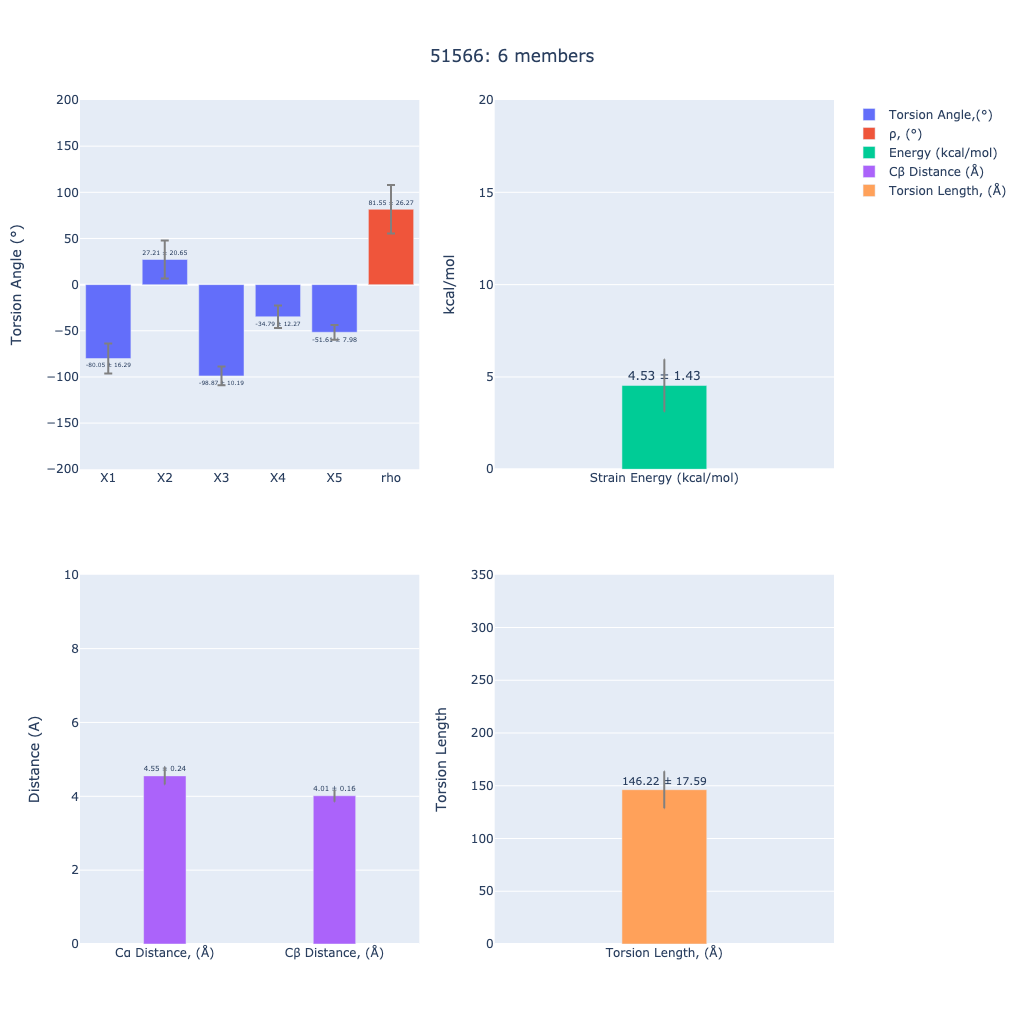 51566: 6 members
Torsion Angle (°)
200
150
100
50
0
−50
−100
−150
−200
-80.05 ± 16.29
27.21 ± 20.65
-98.87 ± 10.19
-34.79 ± 12.27
-51.61 ± 7.98
81.55 ± 26.27
X1 X2 X3 X4 X5 rho
kcal/mol
20
15
10
5
0
4.53 ± 1.43
Strain Energy (kcal/mol)
Torsion Angle,(°)
ρ, (°)
Energy (kcal/mol)
Cβ Distance (Å)
Torsion Length, (Å)
Distance (A)
10
8
6
4
2
0
4.55 ± 0.24
4.01 ± 0.16
Cα Distance, (Å) Cβ Distance, (Å)
Torsion Length
350
300
250
200
150
100
50
0
146.22 ± 17.59
Torsion Length, (Å)